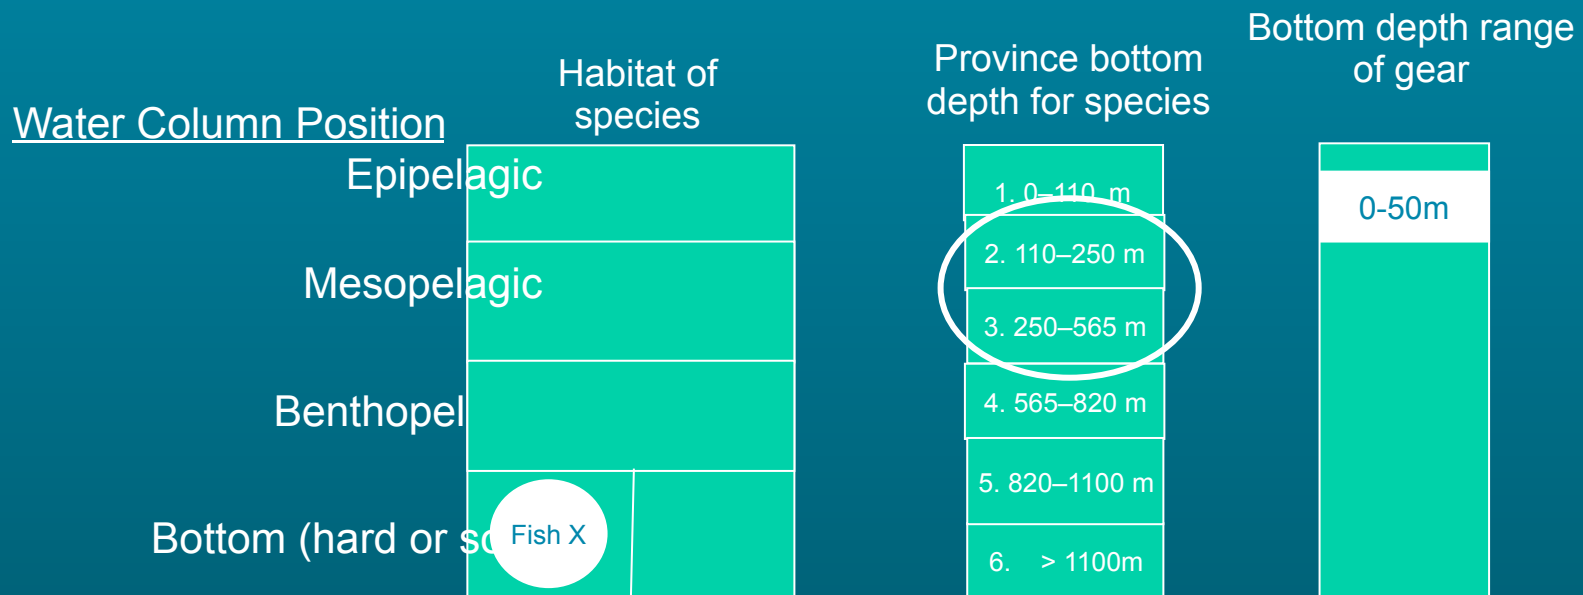 Bottom depth range
of gear
Habitat of
species
Province bottom
depth for species
Water Column Position
Epipelagic
Mesopelagic
Benthopel
Bottom (hard or
Fish X
1. 0–110 m
2. 110–250 m
3. 250–565 m
4. 565–820 m
5. 820–1100 m
6. > 1100m
0-50m